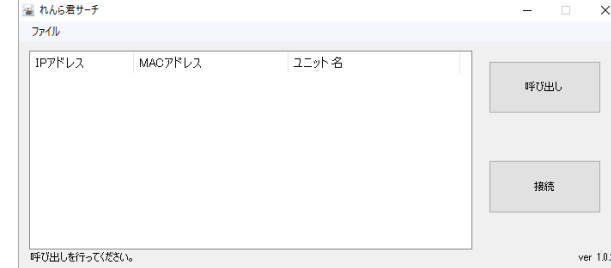 れんら君サーチ
ファイル
IPアドレス MACアドレス ユニット名
呼び出し
接続
呼び出しを行ってください。 ver 1.0.